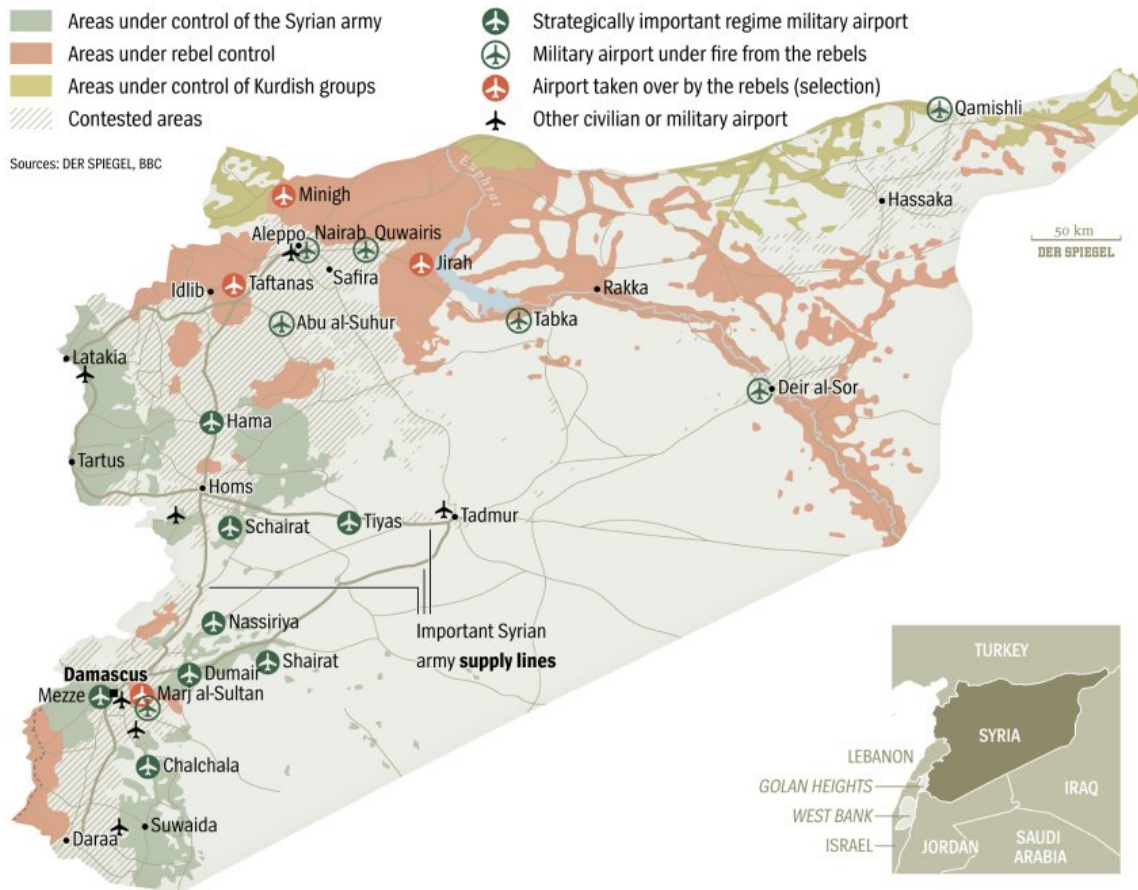 Areas under control of the Syrian army
Areas under rebel control
Areas under control of Kurdish groups
Contested areas
Sources: DER SPIEGEL, BBC
Strategically important regime military airport
Military airport under fire from the rebels
Airport taken over by the rebels (selection)
Other civilian or military airport
Qamishli
Euphrat
Minigh
Hassaka
Aleppo
Nairab
Quwairis
50 km
DER SPIEGEL
Jirah
Safira
Taftanas
Idlib
Rakka
Abu al-Suhur
Tabka
Latakia
Deir al-Sor
Hama
Tartus
Homs
Schairat
Tiyas
Tadmur
Nassiriya
Important Syrian
army supply lines
Shairat
Dumair
Damascus
Mezze
Marj al-Sultan
Chalchala
Suwaida
Daraa
TURKEY
SYRIA
LEBANON
GOLAN HEIGHTS
IRAQ
WEST BANK
ISRAEL
JORDAN
SAUDI
ARABIA